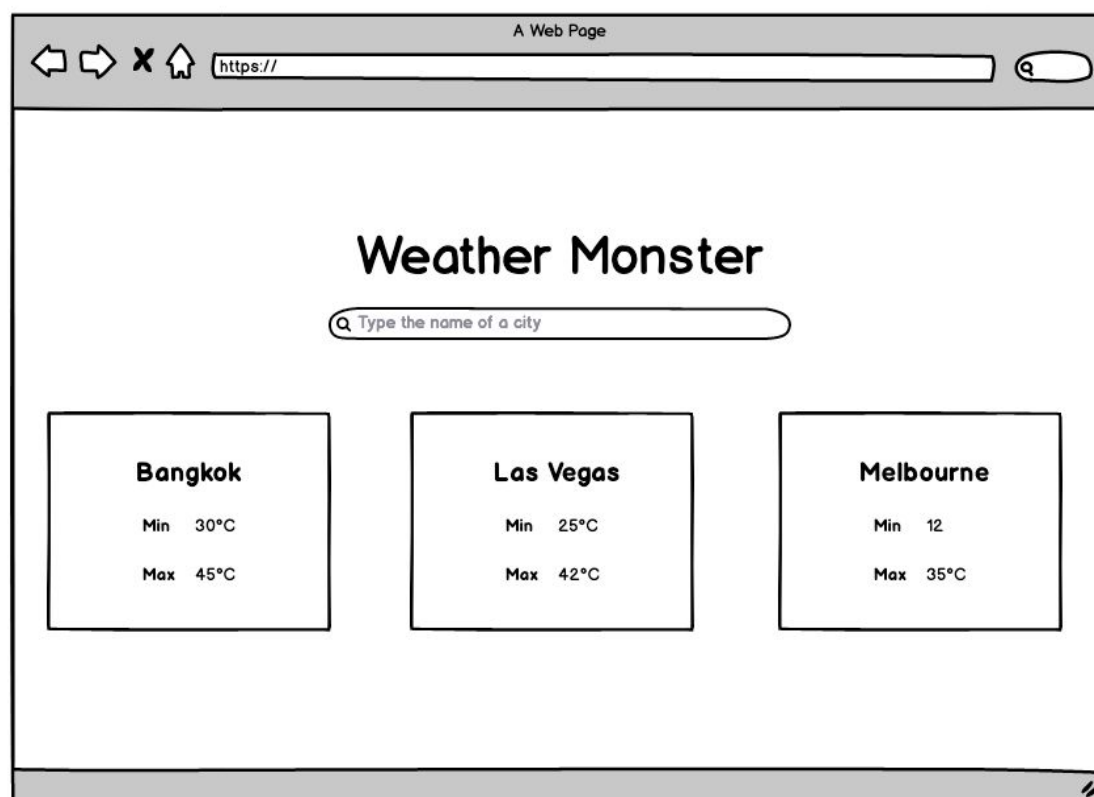 A Web Page
https://
Weather Monster
Type the name of a city
Bangkok Las Vegas Melbourne
Min 30°C Min 25°C Min 12
Max 45°C Max 42°C Max 35°C